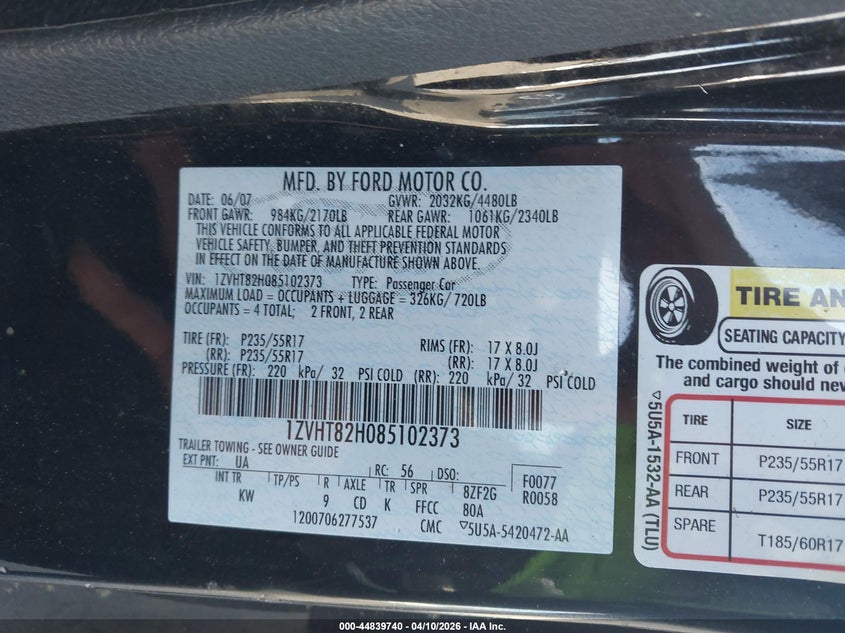 MFD. BY FORD MOTOR CO.
DATE: 06/07 GVWR: 2032KG/4480LB
FRONT GAWR: 984KG/2170LB REAR GAWR: 1061KG/2340LB
THIS VEHICLE CONFORMS TO ALL APPLICABLE FEDERAL MOTOR
VEHICLE SAFETY, BUMPER, AND THEFT PREVENTION STANDARDS
IN EFFECT ON THE DATE OF MANUFACTURE SHOWN ABOVE.
VIN: 1ZVHT82H085102373 TYPE: Passenger Car
MAXIMUM LOAD = OCCUPANTS + LUGGAGE = 326KG/720LB
OCCUPANTS = 4 TOTAL; 2 FRONT, 2 REAR
TIRE (FR): P235/55R17 RIMS (FR): 17 X 8.0J
(RR): P235/55R17 (RR): 17 X 8.0J
PRESSURE (FR): 220 kPa/ 32 PSI COLD (RR): 220 kPa/ 32 PSI COLD
1ZVHT82H085102373
TRAILER TOWING - SEE OWNER GUIDE
EXT PNT: UA RC: 56 DSO: F0077
INT TR TP/PS R AXLE TR SPR 8ZF2G R0058
KW 9 CD K FFCC 80A
1200706277537 CMC ▽5U5A-5420472-AA
TIRE AN
SEATING CAPACITY
The combined weight of
and cargo should nev
TIRE SIZE
FRONT P235/55R17
REAR P235/55R17
SPARE T185/60R17
▽5U5A-1532-AA (TLU)
000-44839740 - 04/10/2026 - IAA Inc.